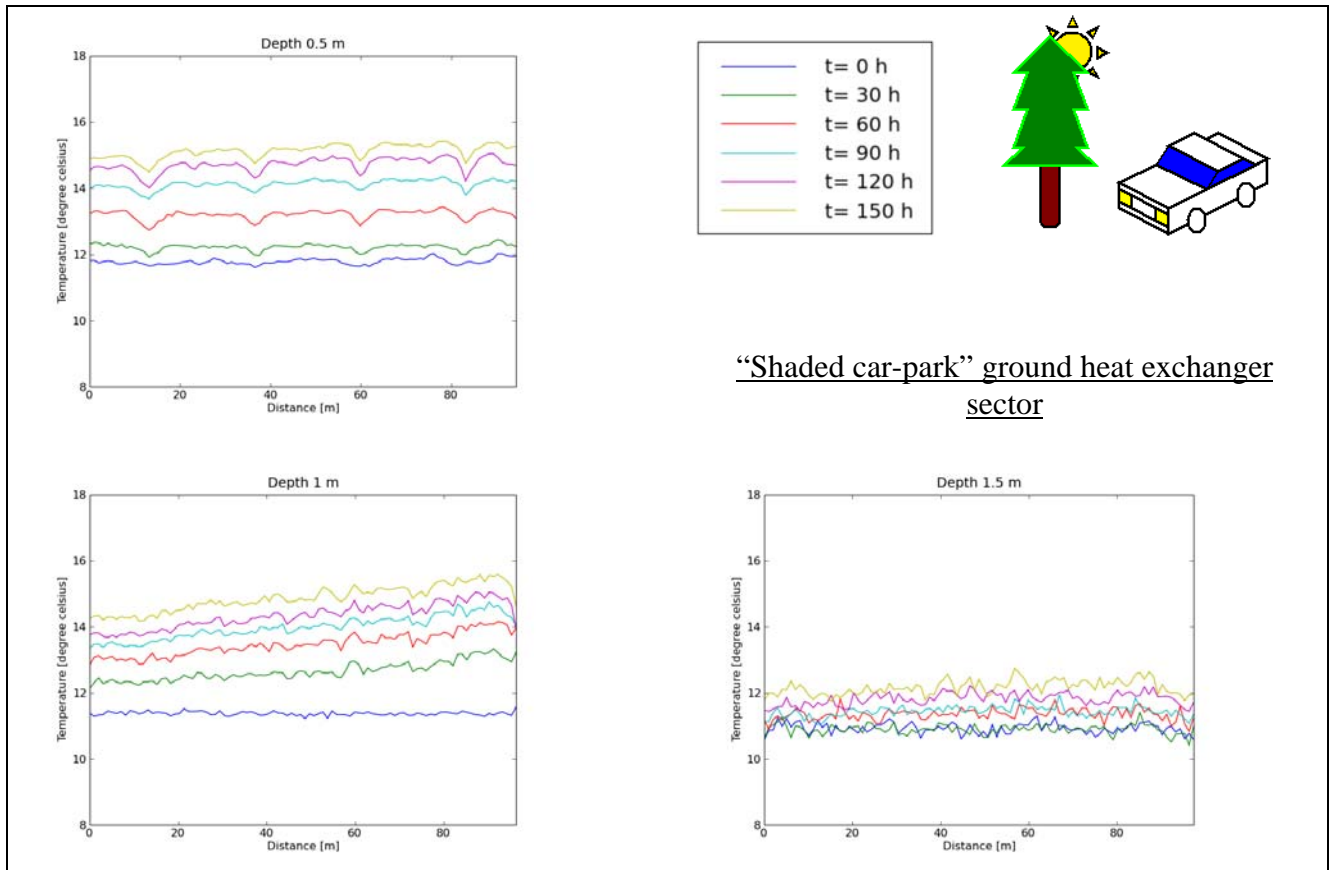 Depth 0.5 m
18
16
14
12
10
8
Temperature [degree celsius]
0 20 40 60 80
Distance [m]
t= 0 h
t= 30 h
t= 60 h
t= 90 h
t= 120 h
t= 150 h
“Shaded car-park” ground heat exchanger
sector
Depth 1 m
18
16
14
12
10
8
Temperature [degree celsius]
0 20 40 60 80
Distance [m]
Depth 1.5 m
18
16
14
12
10
8
Temperature [degree celsius]
0 20 40 60 80
Distance [m]